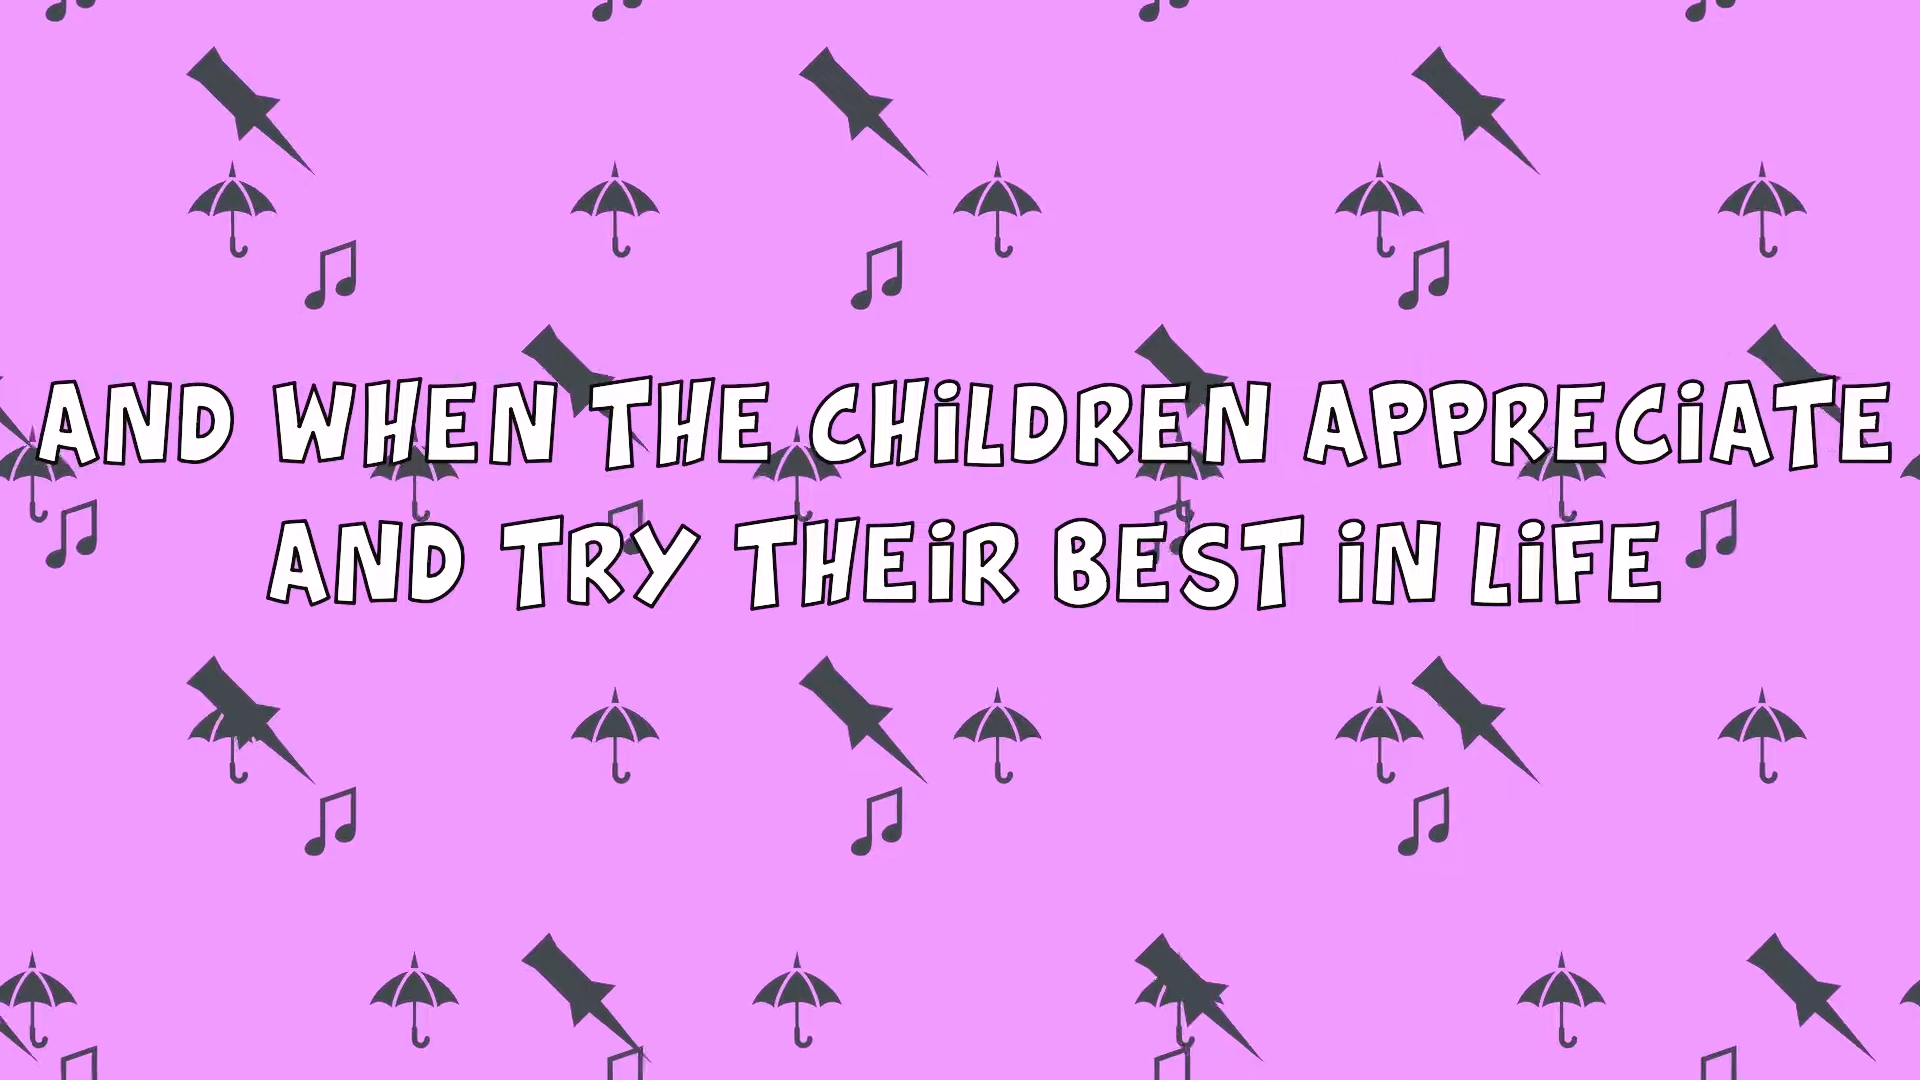 AND WHEN THE CHiLDREN APPRECiATE
AND TRY THEiR BEST iN LiFE